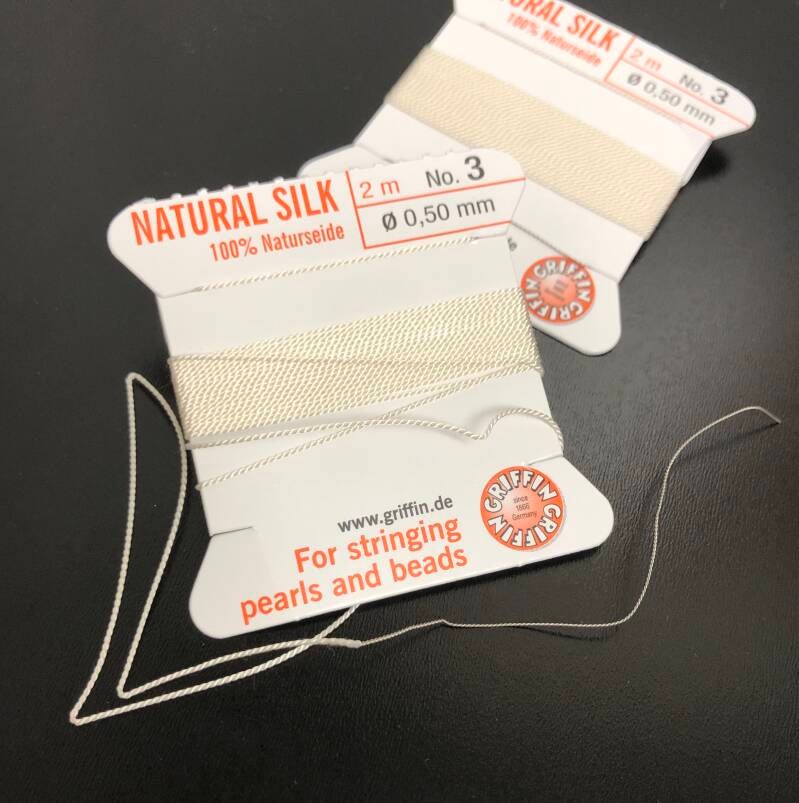 NATURAL SILK
100% Naturseide
2 m No. 3
Ø 0,50 mm
GRIFFIN GRIFFIN
NATURAL SILK
100% Naturseide
2 m No. 3
Ø 0,50 mm
www.griffin.de
For stringing
pearls and beads
GRIFFIN GRIFFIN
since
1866
Germany